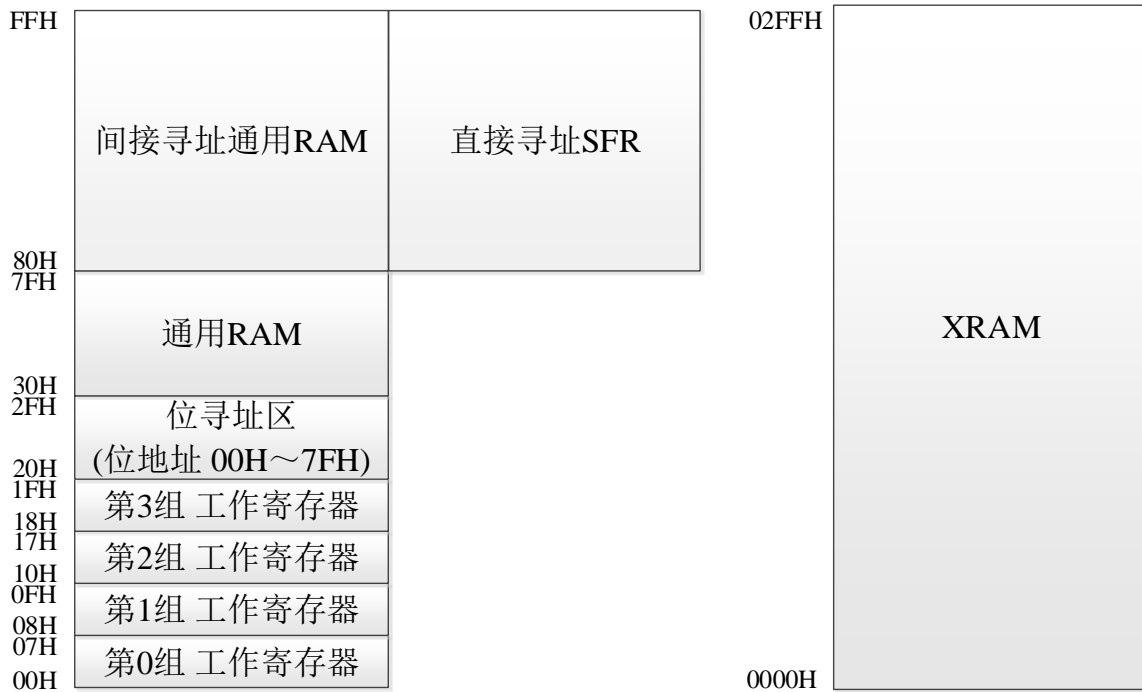 FFH
02FFH
间接寻址通用RAM
直接寻址SFR
80H
7FH
通用RAM
XRAM
30H
2FH
位寻址区
(位地址 00H～7FH)
20H
1FH
第3组 工作寄存器
18H
17H
第2组 工作寄存器
10H
0FH
第1组 工作寄存器
08H
07H
第0组 工作寄存器
00H
0000H